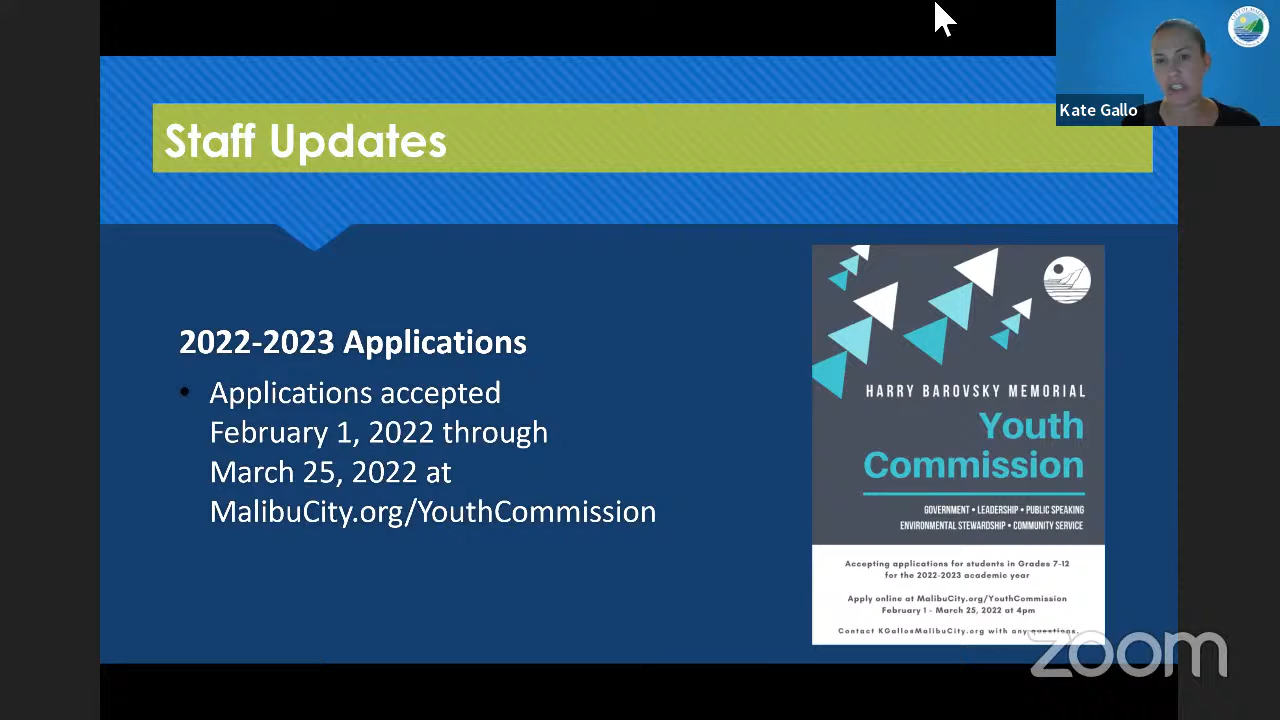 Kate Gallo
Staff Updates
2022-2023 Applications
• Applications accepted
February 1, 2022 through
March 25, 2022 at
MalibuCity.org/YouthCommission
HARRY BAROVSKY MEMORIAL
Youth
Commission
GOVERNMENT • LEADERSHIP • PUBLIC SPEAKING
ENVIRONMENTAL STEWARDSHIP • COMMUNITY SERVICE
Accepting applications for students in Grades 7-12
for the 2022-2023 academic year
Apply online at MalibuCity.org/YouthCommission
February 1 - March 25, 2022 at 4pm
Contact KGallo@MalibuCity.org with any questions.
zoom